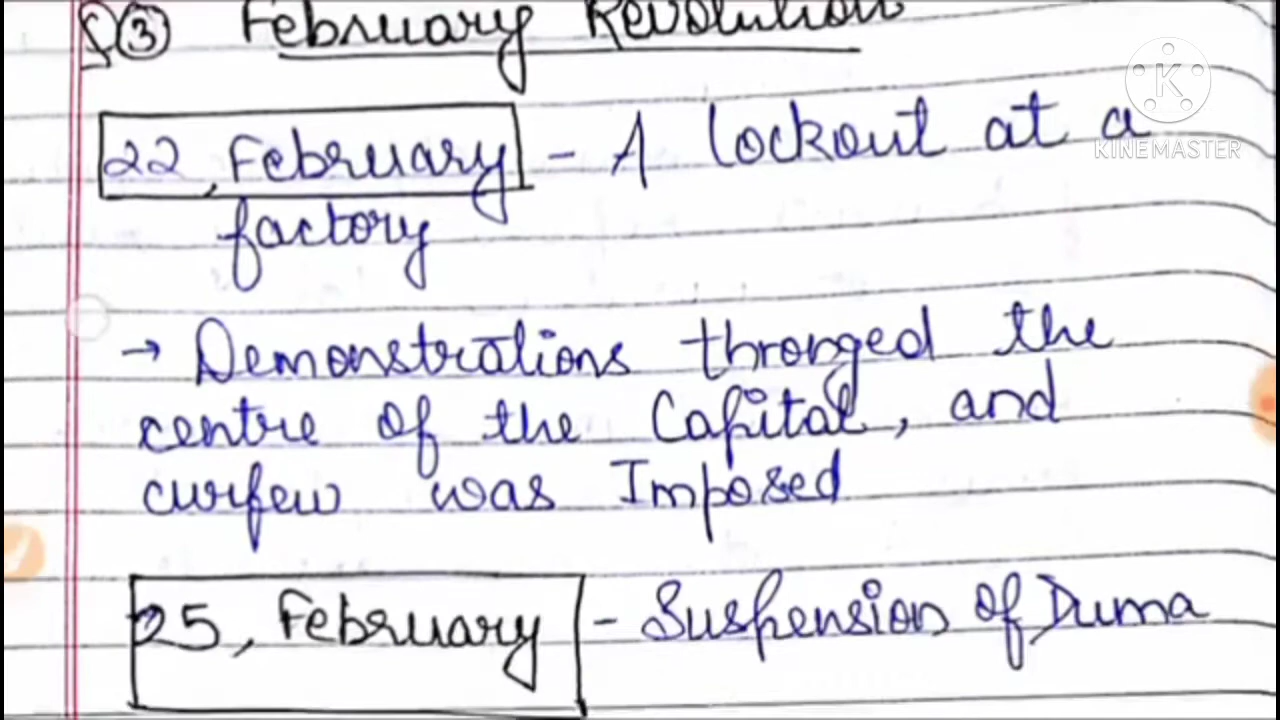 ③ February Revolution
22, February - A lockout at a
factory
→ Demonstrations thronged the
centre of the Capital, and
curfew was Imposed
25, February - Suspension of Duma
K
KINEMASTER